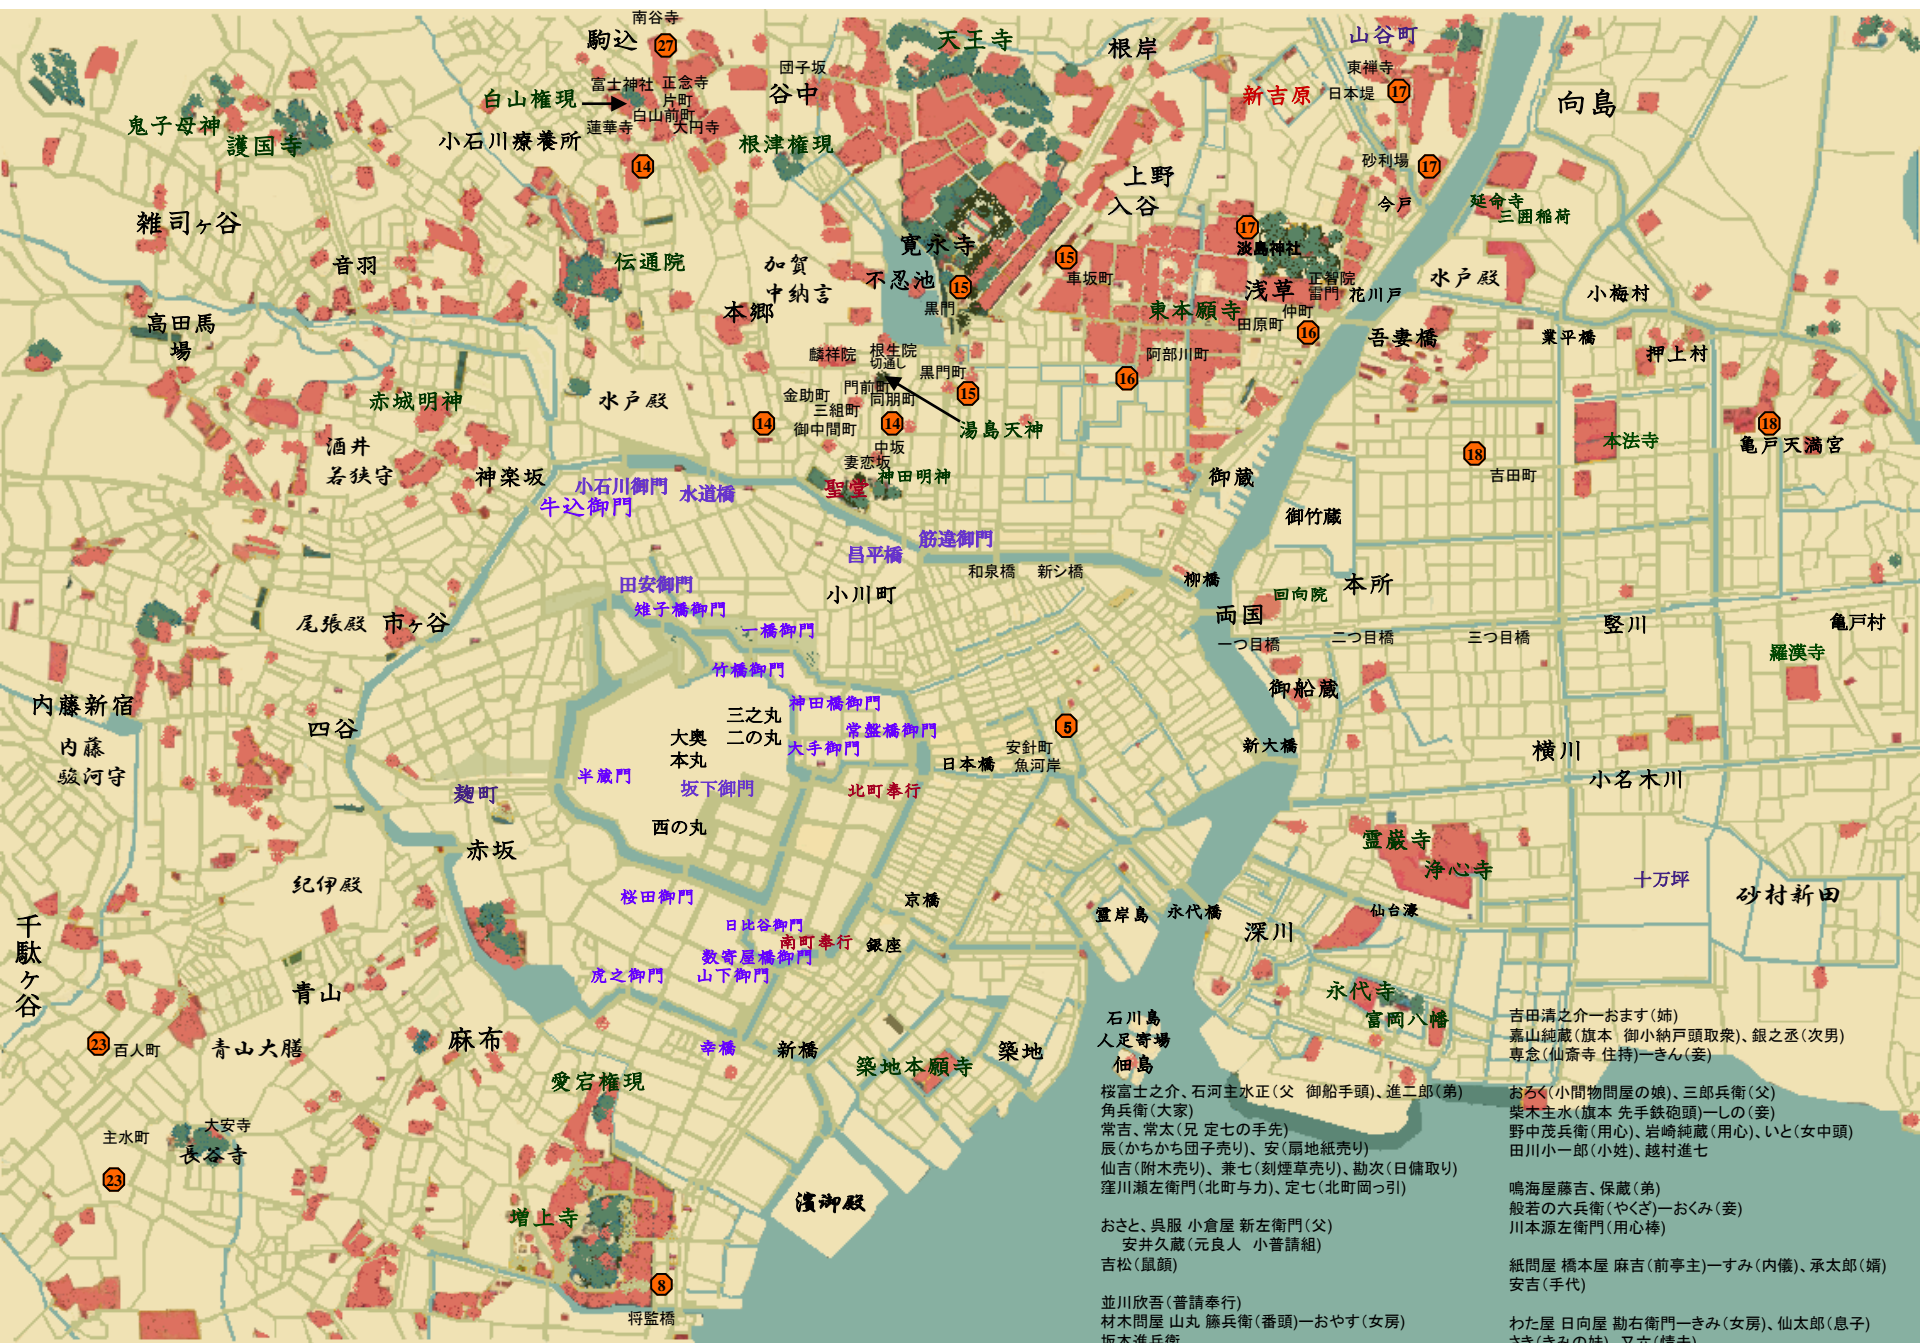 南谷寺
駒込
27
天王寺
根岸
山谷町
富士神社 正念寺
団子坂
東禅寺
白山権現
片町
谷中
新吉原
日本堤
17
向島
鬼子母神
白山前町
護国寺
小石川療養所
蓮華寺
大円寺
根津権現
14
砂利場
17
上野
入谷
今戸
延命寺
三囲稲荷
雑司ヶ谷
17
淡島神社
寛永寺
音羽
伝通院
加賀
中納言
不忍池
15
15
車坂町
浅草
正智院
雷門
花川戸
水戸殿
小梅村
本郷
黒門
東本願寺
仲町
田原町
16
高田馬
場
吾妻橋
業平橋
押上村
麟祥院
根生院
切通し
黒門町
阿部川町
16
赤城明神
水戸殿
金助町
門前町
同朋町
15
三組町
14
御中間町
14
湯島天神
18
本法寺
亀戸天満宮
酒井
若狭守
中坂
妻恋坂
神田明神
18
吉田町
神楽坂
小石川御門
水道橋
聖堂
御蔵
牛込御門
御竹蔵
昌平橋
筋違御門
和泉橋
新シ橋
柳橋
田安御門
雉子橋御門
小川町
回向院
本所
尾張殿
市ヶ谷
一橋御門
両国
一つ目橋
二つ目橋
三つ目橋
竪川
亀戸村
竹橋御門
羅漢寺
内藤新宿
神田橋御門
御船蔵
三之丸
二の丸
四谷
大奥
本丸
常盤橋御門
大手御門
5
安針町
魚河岸
内藤
駿河守
日本橋
新大橋
横川
半蔵門
坂下御門
北町奉行
小名木川
麹町
西の丸
赤坂
霊巌寺
浄心寺
紀伊殿
桜田御門
京橋
十万坪
砂村新田
日比谷御門
南町奉行
銀座
霊岸島
永代橋
仙台濠
深川
千駄ヶ谷
数寄屋橋御門
虎之御門
山下御門
青山
永代寺
富岡八幡
23
百人町
青山大膳
麻布
幸橋
新橋
築地本願寺
築地
石川島
人足寄場
佃島
愛宕権現
主水町
大安寺
長谷寺
23
増上寺
濱御殿
8
将監橋
桜富士之介、石河主水正(父 御船手頭)、進二郎(弟)
角兵衛(大家)
常吉、常太(兄 定七の手先)
辰(かちかち団子売り)、安(扇地紙売り)
仙吉(附木売り)、兼七(刻煙草売り)、勘次(日傭取り)
窪川瀬左衛門(北町与力)、定七(北町岡っ引)
おさと、呉服 小倉屋 新左衛門(父)
安井久蔵(元良人 小普請組)
吉松(鼠顔)
並川欣吾(普請奉行)
材木問屋 山丸 籐兵衛(番頭)ーおやす(女房)
坂本進兵衛
吉田清之介ーおます(姉)
嘉山純蔵(旗本 御小納戸頭取衆)、銀之丞(次男)
専念(仙斎寺 住持)ーきん(妾)
おろく(小間物問屋の娘)、三郎兵衛(父)
柴木主水(旗本 先手鉄砲頭)ーしの(妾)
野中茂兵衛(用心)、岩崎純蔵(用心)、いと(女中頭)
田川小一郎(小姓)、越村進七
鳴海屋藤吉、保蔵(弟)
般若の六兵衛(やくざ)ーおくみ(妾)
川本源左衛門(用心棒)
紙問屋 橋本屋 麻吉(前亭主)ーすみ(内儀)、承太郎(婿)
安吉(手代)
わた屋 日向屋 勘右衛門ーきみ(女房)、仙太郎(息子)
さき(きみの妹)、又六(情夫)